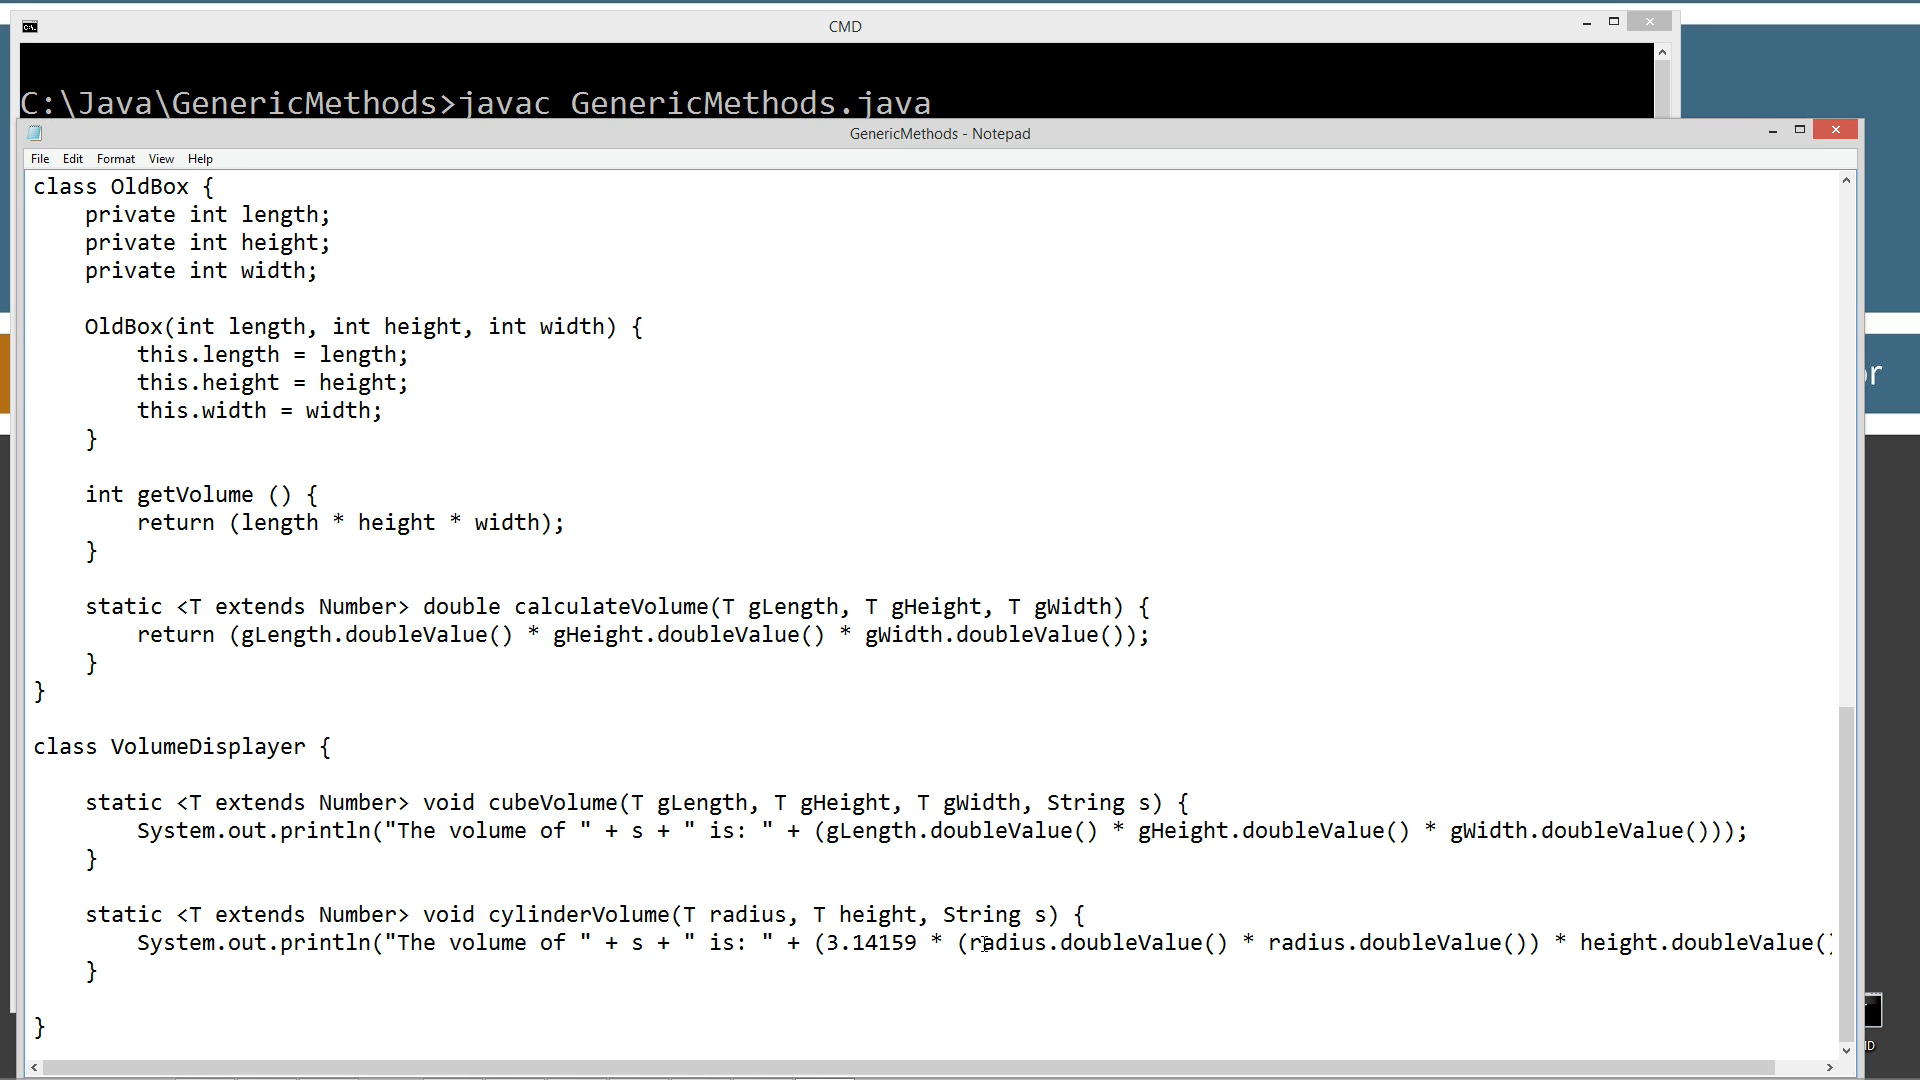 CMD
C:\Java\GenericMethods>javac GenericMethods.java
GenericMethods - Notepad
File Edit Format View Help
class OldBox {
    private int length;
    private int height;
    private int width;
    OldBox(int length, int height, int width) {
        this.length = length;
        this.height = height;
        this.width = width;
    }
    int getVolume () {
        return (length * height * width);
    }
    static <T extends Number> double calculateVolume(T gLength, T gHeight, T gWidth) {
        return (gLength.doubleValue() * gHeight.doubleValue() * gWidth.doubleValue());
    }
}
class VolumeDisplayer {
    static <T extends Number> void cubeVolume(T gLength, T gHeight, T gWidth, String s) {
        System.out.println("The volume of " + s + " is: " + (gLength.doubleValue() * gHeight.doubleValue() * gWidth.doubleValue()));
    }
    static <T extends Number> void cylinderVolume(T radius, T height, String s) {
        System.out.println("The volume of " + s + " is: " + (3.14159 * (radius.doubleValue() * radius.doubleValue()) * height.doubleValue()
    }
}